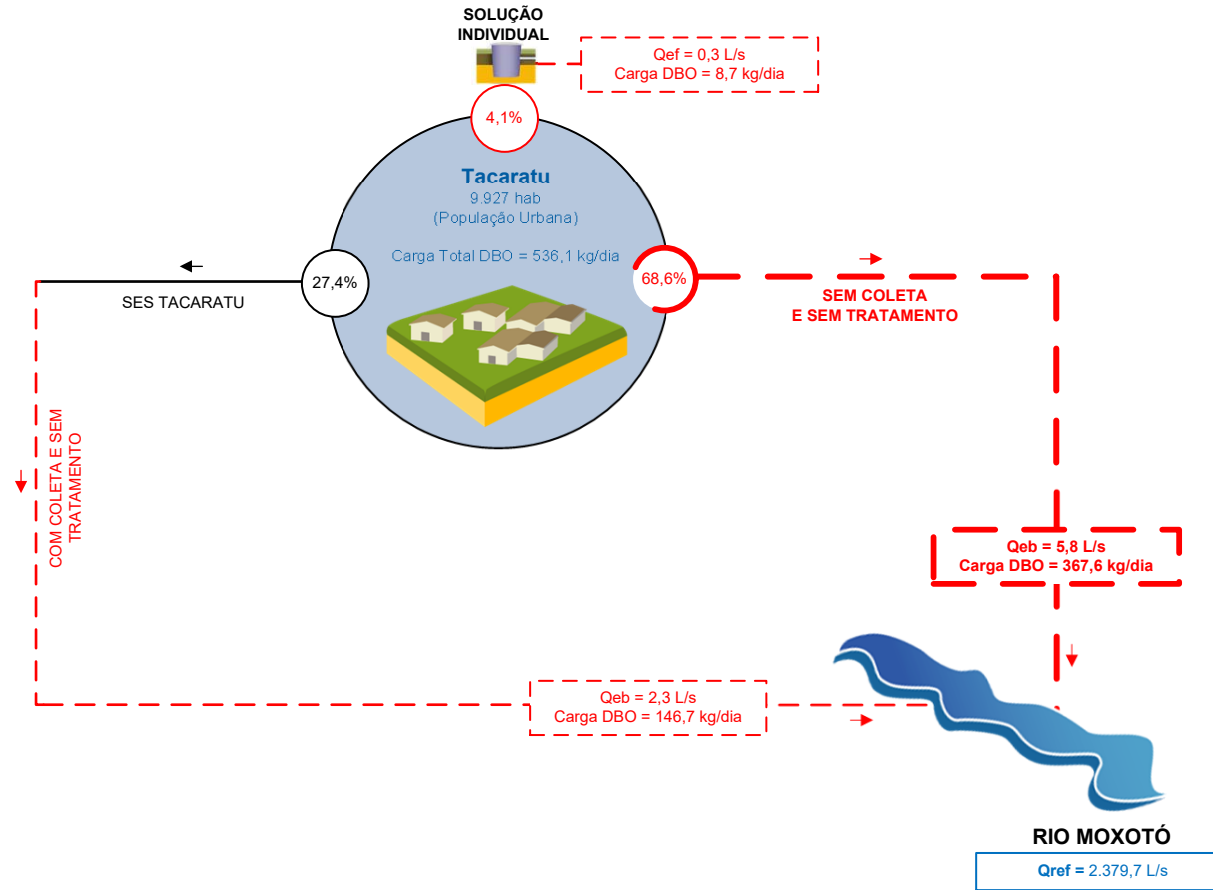 SOLUÇÃO
INDIVIDUAL
Qef = 0,3 L/s
Carga DBO = 8,7 kg/dia
4,1%
Tacaratu
9.927 hab
(População Urbana)
Carga Total DBO = 536,1 kg/dia
27,4%
68,6%
SES TACARATU
SEM COLETA
E SEM TRATAMENTO
COM COLETA E SEM
TRATAMENTO
Qeb = 5,8 L/s
Carga DBO = 367,6 kg/dia
Qeb = 2,3 L/s
Carga DBO = 146,7 kg/dia
RIO MOXOTÓ
Qref = 2.379,7 L/s